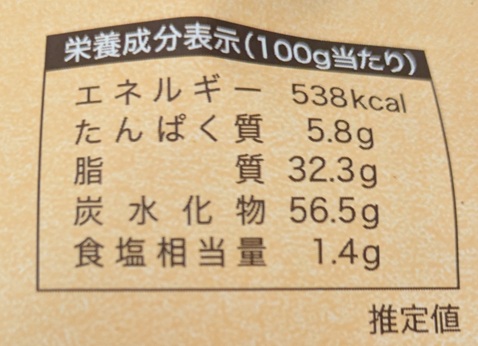 栄養成分表示(100g当たり)
エネルギー 538kcal
たんぱく質 5.8g
脂質 32.3g
炭水化物 56.5g
食塩相当量 1.4g
推定値